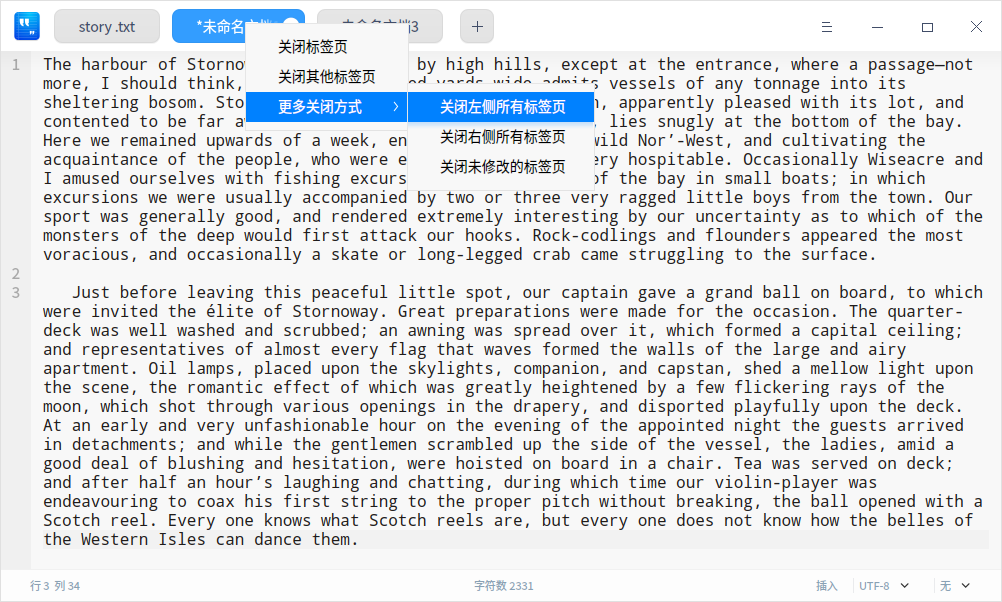 story .txt
*未命名文档
未命名文档3
关闭标签页
关闭其他标签页
更多关闭方式
关闭左侧所有标签页
关闭右侧所有标签页
关闭未修改的标签页
1 The harbour of Stornow by high hills, except at the entrance, where a passage—not
more, I should think, ed yards wide—admits vessels of any tonnage into its
sheltering bosom. Sto n, apparently pleased with its lot, and
contented to be far a , lies snugly at the bottom of the bay.
Here we remained upwards of a week, en wild Nor’-West, and cultivating the
acquaintance of the people, who were e ery hospitable. Occasionally Wiseacre and
I amused ourselves with fishing excurs of the bay in small boats; in which
excursions we were usually accompanied by two or three very ragged little boys from the town. Our
sport was generally good, and rendered extremely interesting by our uncertainty as to which of the
monsters of the deep would first attack our hooks. Rock-codlings and flounders appeared the most
voracious, and occasionally a skate or long-legged crab came struggling to the surface.
2
3 Just before leaving this peaceful little spot, our captain gave a grand ball on board, to which
were invited the élite of Stornoway. Great preparations were made for the occasion. The quarter-
deck was well washed and scrubbed; an awning was spread over it, which formed a capital ceiling;
and representatives of almost every flag that waves formed the walls of the large and airy
apartment. Oil lamps, placed upon the skylights, companion, and capstan, shed a mellow light upon
the scene, the romantic effect of which was greatly heightened by a few flickering rays of the
moon, which shot through various openings in the drapery, and disported playfully upon the deck.
At an early and very unfashionable hour on the evening of the appointed night the guests arrived
in detachments; and while the gentlemen scrambled up the side of the vessel, the ladies, amid a
good deal of blushing and hesitation, were hoisted on board in a chair. Tea was served on deck;
and after half an hour’s laughing and chatting, during which time our violin-player was
endeavouring to coax his first string to the proper pitch without breaking, the ball opened with a
Scotch reel. Every one knows what Scotch reels are, but every one does not know how the belles of
the Western Isles can dance them.
行 3 列 34
字符数 2331
插入
UTF-8
无